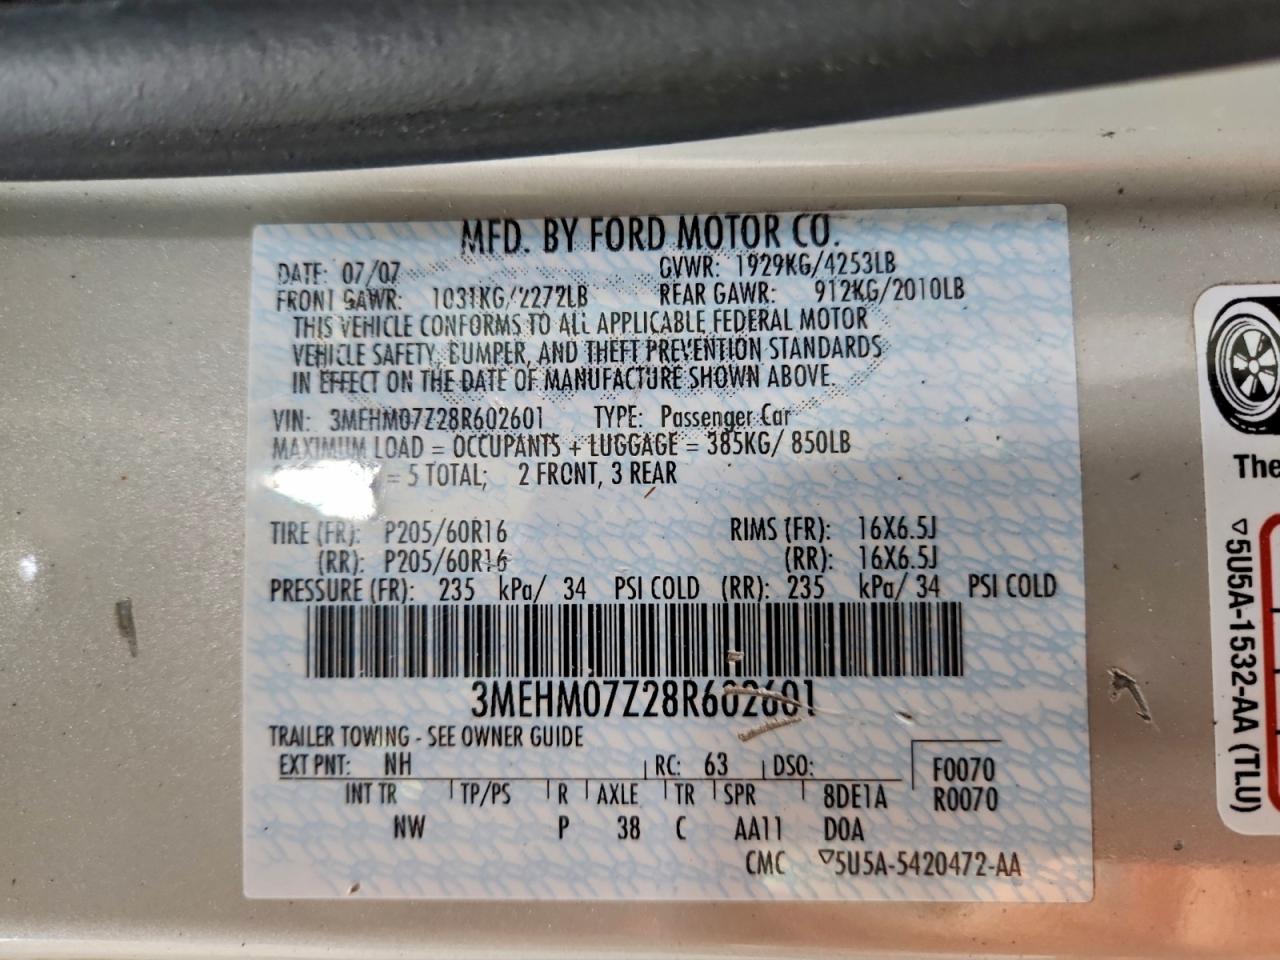 MFD. BY FORD MOTOR CO.
DATE: 07/07 GVWR: 1929KG/4253LB
FRONT GAWR: 1031KG/2272LB REAR GAWR: 912KG/2010LB
THIS VEHICLE CONFORMS TO ALL APPLICABLE FEDERAL MOTOR
VEHICLE SAFETY, BUMPER, AND THEFT PREVENTION STANDARDS
IN EFFECT ON THE DATE OF MANUFACTURE SHOWN ABOVE.
VIN: 3MEHM07Z28R602601 TYPE: Passenger Car
MAXIMUM LOAD = OCCUPANTS + LUGGAGE = 385KG/ 850LB
= 5 TOTAL; 2 FRONT, 3 REAR
TIRE (FR): P205/60R16 RIMS (FR): 16X6.5J
(RR): P205/60R16 (RR): 16X6.5J
PRESSURE (FR): 235 kPa/ 34 PSI COLD (RR): 235 kPa/ 34 PSI COLD
3MEHM07Z28R602601
TRAILER TOWING - SEE OWNER GUIDE
EXT PNT: NH RC: 63 DSO: F0070
INT TR TP/PS R AXLE TR SPR 8DE1A R0070
NW P 38 C AA11 D0A
CMC ▽5U5A-5420472-AA
The
▽5U5A-1532-AA (TLU)